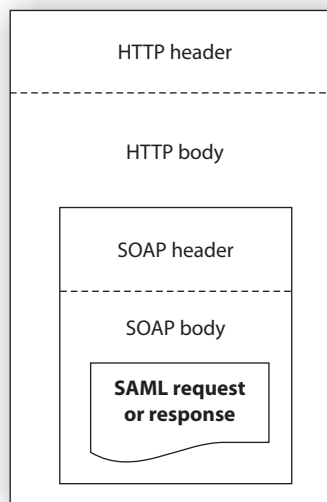 HTTP header
HTTP body
SOAP header
SOAP body
SAML request
or response